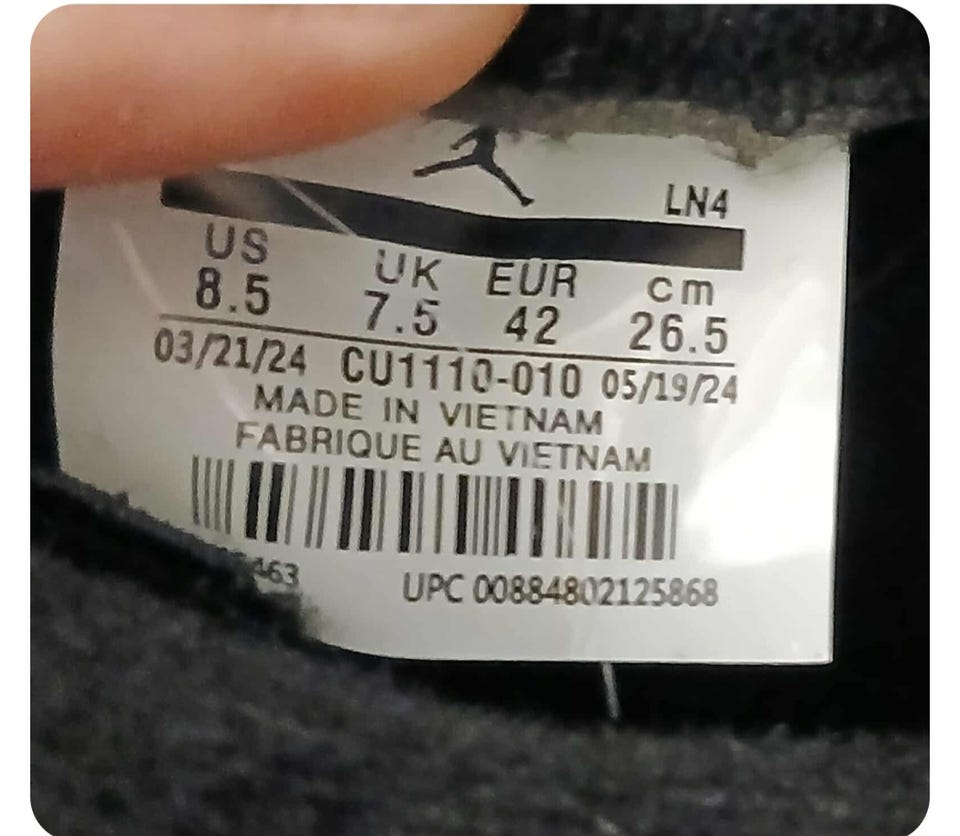 LN4
US UK EUR cm
8.5 7.5 42 26.5
03/21/24 CU1110-010 05/19/24
MADE IN VIETNAM
FABRIQUE AU VIETNAM
463
UPC 00884802125868